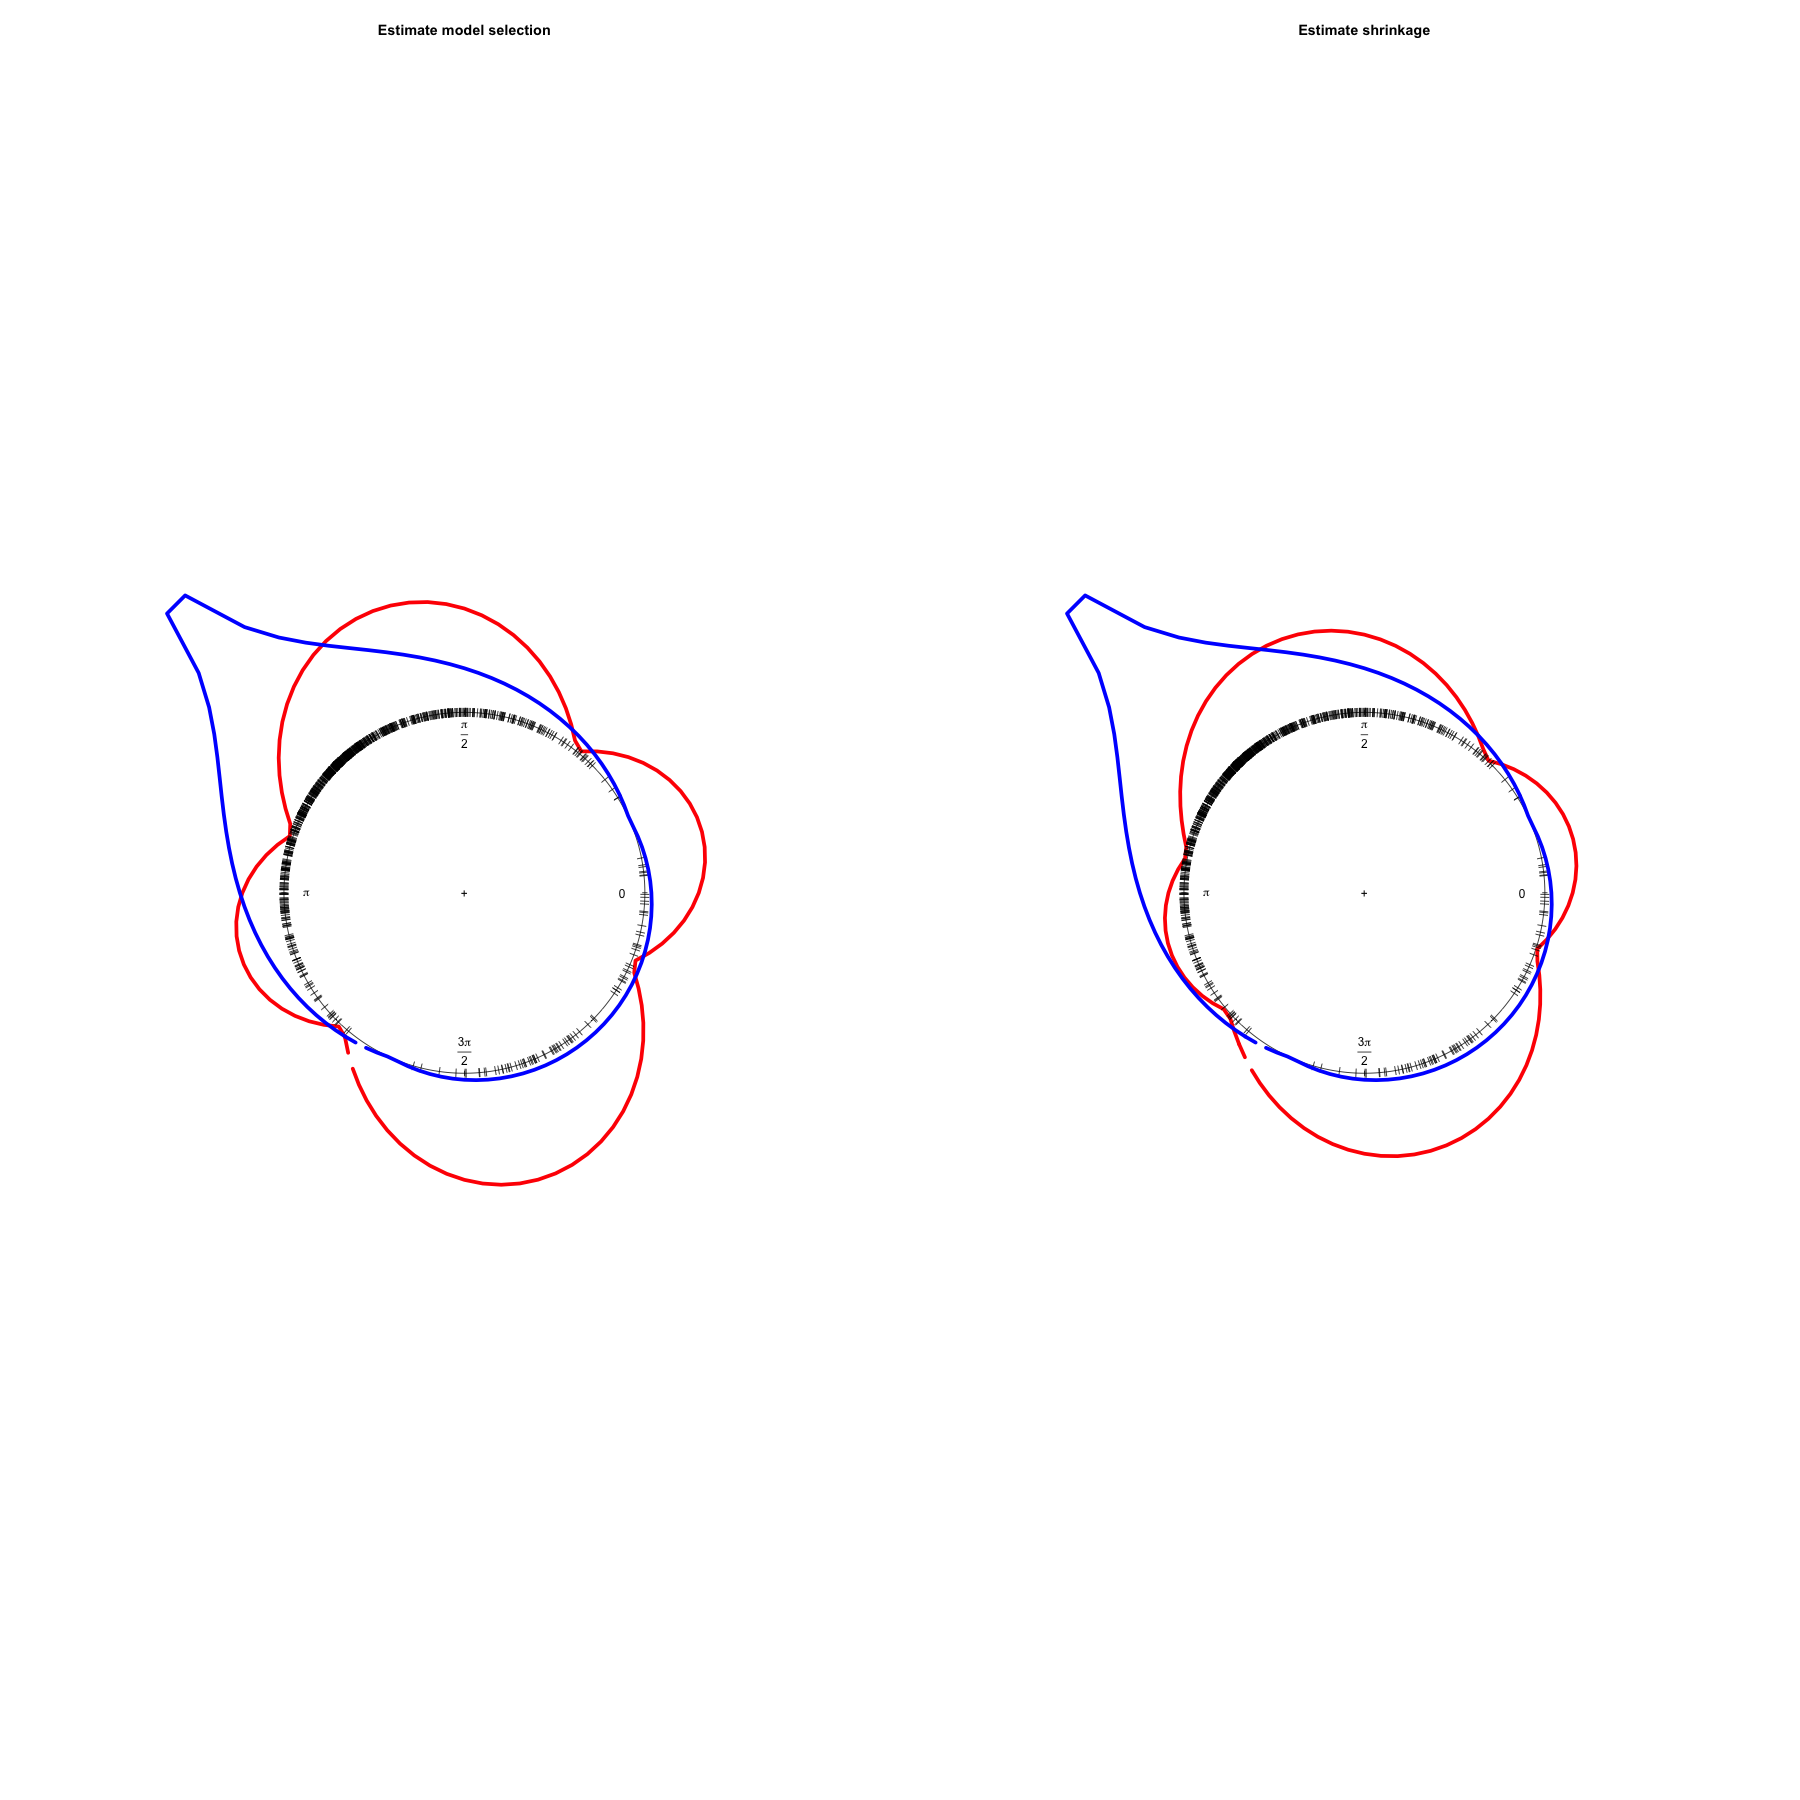 Estimate model selection
π
2
π
+
0
3π
2
Estimate shrinkage
π
2
π
+
0
3π
2